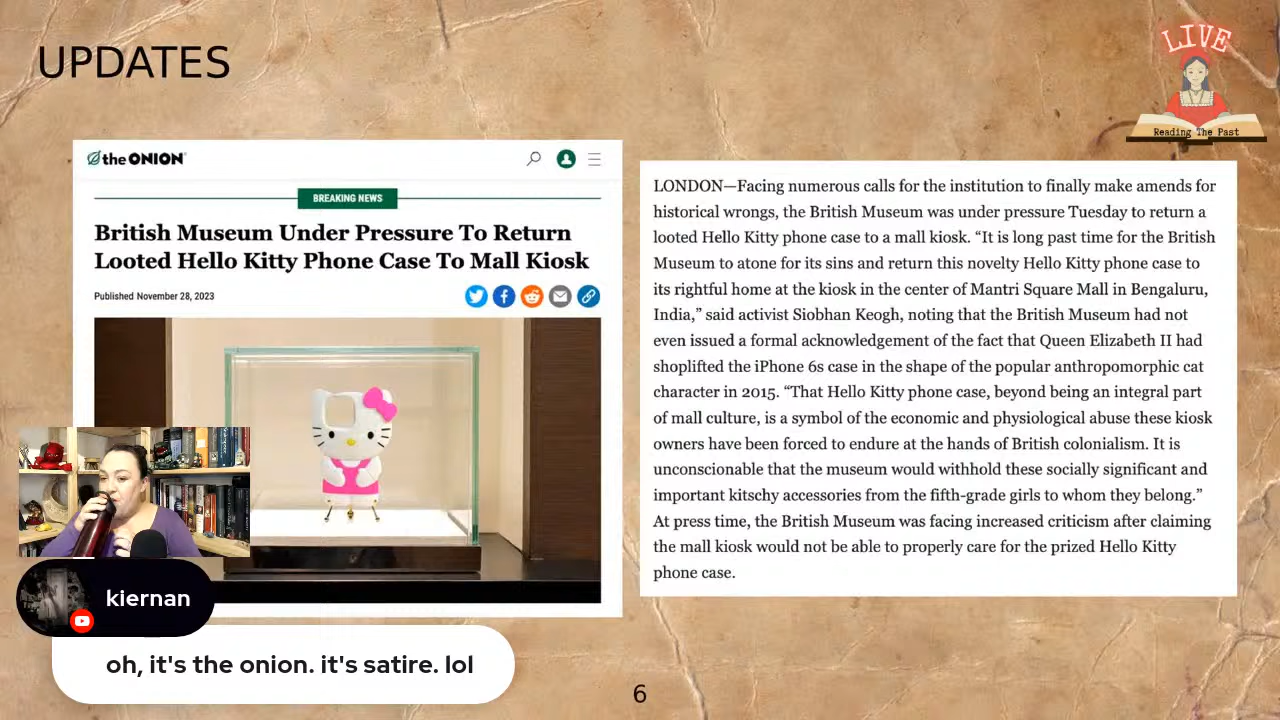 UPDATES
LIVE
Reading The Past
the ONION
BREAKING NEWS
British Museum Under Pressure To Return
Looted Hello Kitty Phone Case To Mall Kiosk
Published November 28, 2023
LONDON—Facing numerous calls for the institution to finally make amends for
historical wrongs, the British Museum was under pressure Tuesday to return a
looted Hello Kitty phone case to a mall kiosk. “It is long past time for the British
Museum to atone for its sins and return this novelty Hello Kitty phone case to
its rightful home at the kiosk in the center of Mantri Square Mall in Bengaluru,
India,” said activist Siobhan Keogh, noting that the British Museum had not
even issued a formal acknowledgement of the fact that Queen Elizabeth II had
shoplifted the iPhone 6s case in the shape of the popular anthropomorphic cat
character in 2015. “That Hello Kitty phone case, beyond being an integral part
of mall culture, is a symbol of the economic and physiological abuse these kiosk
owners have been forced to endure at the hands of British colonialism. It is
unconscionable that the museum would withhold these socially significant and
important kitschy accessories from the fifth-grade girls to whom they belong.”
At press time, the British Museum was facing increased criticism after claiming
the mall kiosk would not be able to properly care for the prized Hello Kitty
phone case.
kiernan
oh, it's the onion. it's satire. lol
6